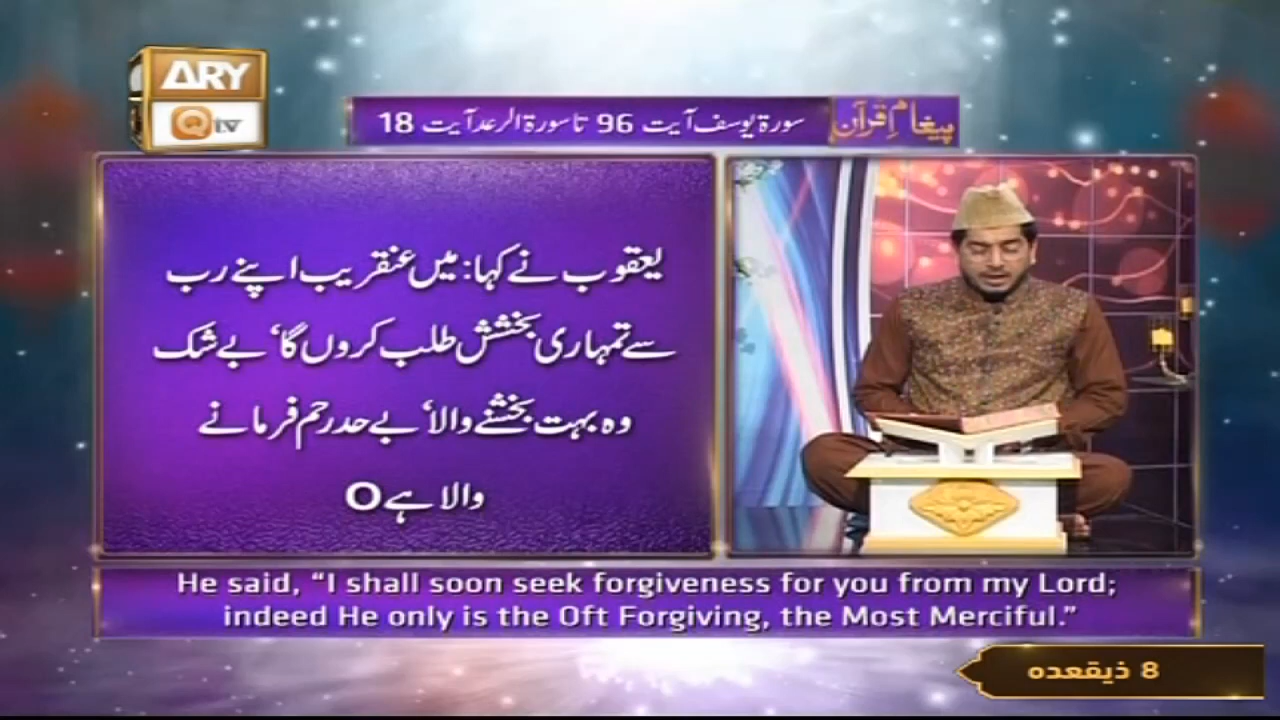 ARY
Qtv
پیغامِ قرآن
سورۃ یوسف آیت 96 تا سورۃ الرعد آیت 18
یعقوب نے کہا: میں عنقریب اپنے رب
سے تمہاری بخشش طلب کروں گا، بے شک
وہ بہت بخشنے والا، بے حد رحم فرمانے
والا ہے O
He said, “I shall soon seek forgiveness for you from my Lord;
indeed He only is the Oft Forgiving, the Most Merciful.”
8 ذیقعدہ